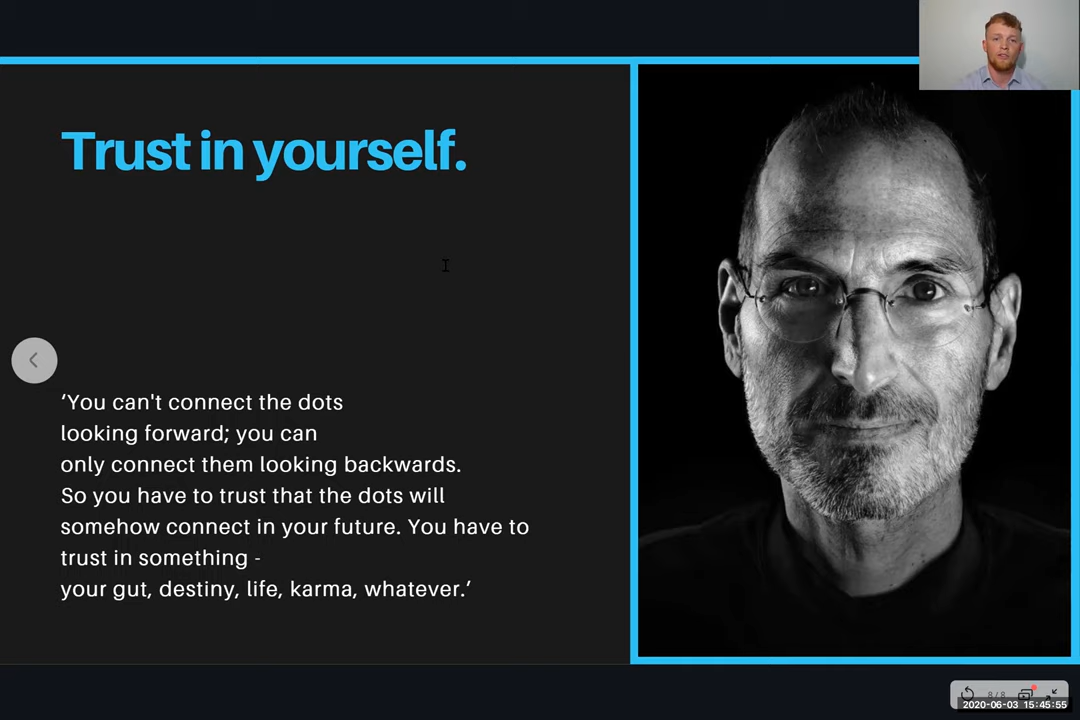 Trust in yourself.
‘You can't connect the dots
looking forward; you can
only connect them looking backwards.
So you have to trust that the dots will
somehow connect in your future. You have to
trust in something -
your gut, destiny, life, karma, whatever.’
8/8
2020-06-03 15:45:55